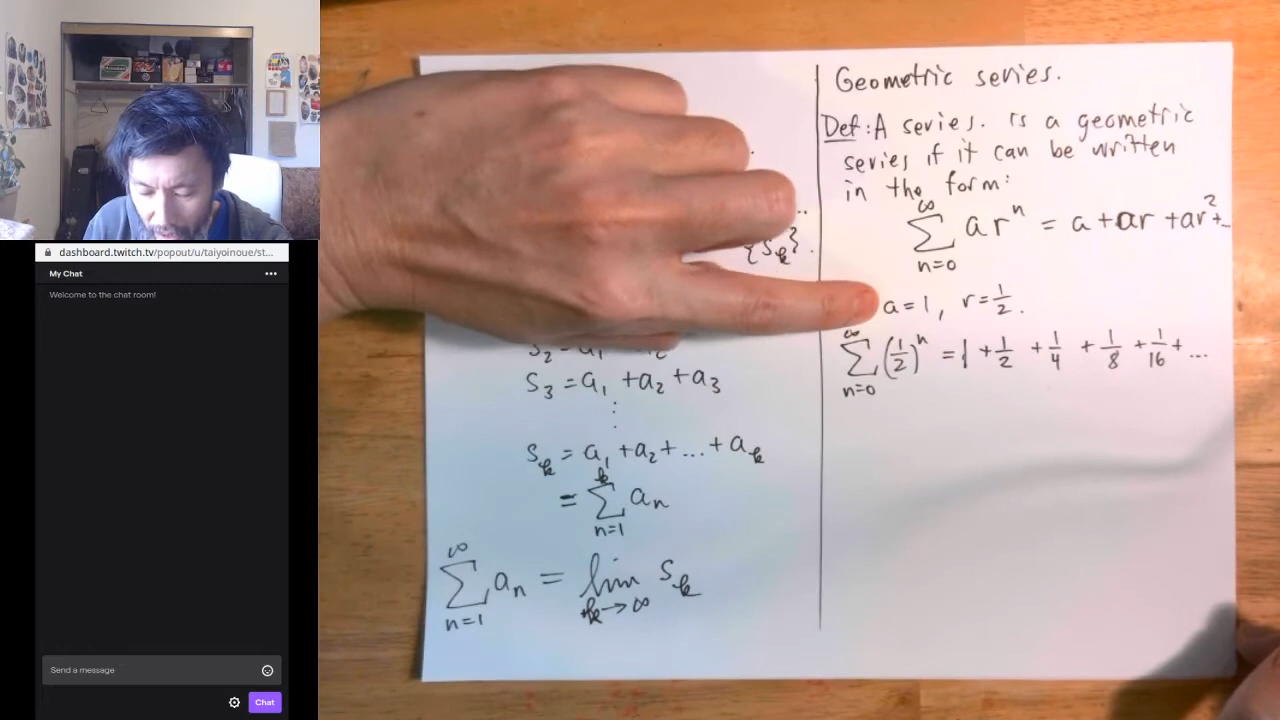 dashboard.twitch.tv/popout/u/taiyoinoue/st...
My Chat
Welcome to the chat room!
Send a message
Chat
{s_k}.
S_3 = a_1 + a_2 + a_3
⋮
S_k = a_1 + a_2 + ... + a_k
= ∑_{n=1}^{k} a_n
∑_{n=1}^{∞} a_n = lim_{k→∞} S_k
Geometric series.
Def: A series. is a geometric
series if it can be written
in the form:
∑_{n=0}^{∞} ar^n = a + ar + ar^2 + ...
a = 1, r = 1/2.
∑_{n=0}^{∞} (1/2)^n = 1 + 1/2 + 1/4 + 1/8 + 1/16 + ...